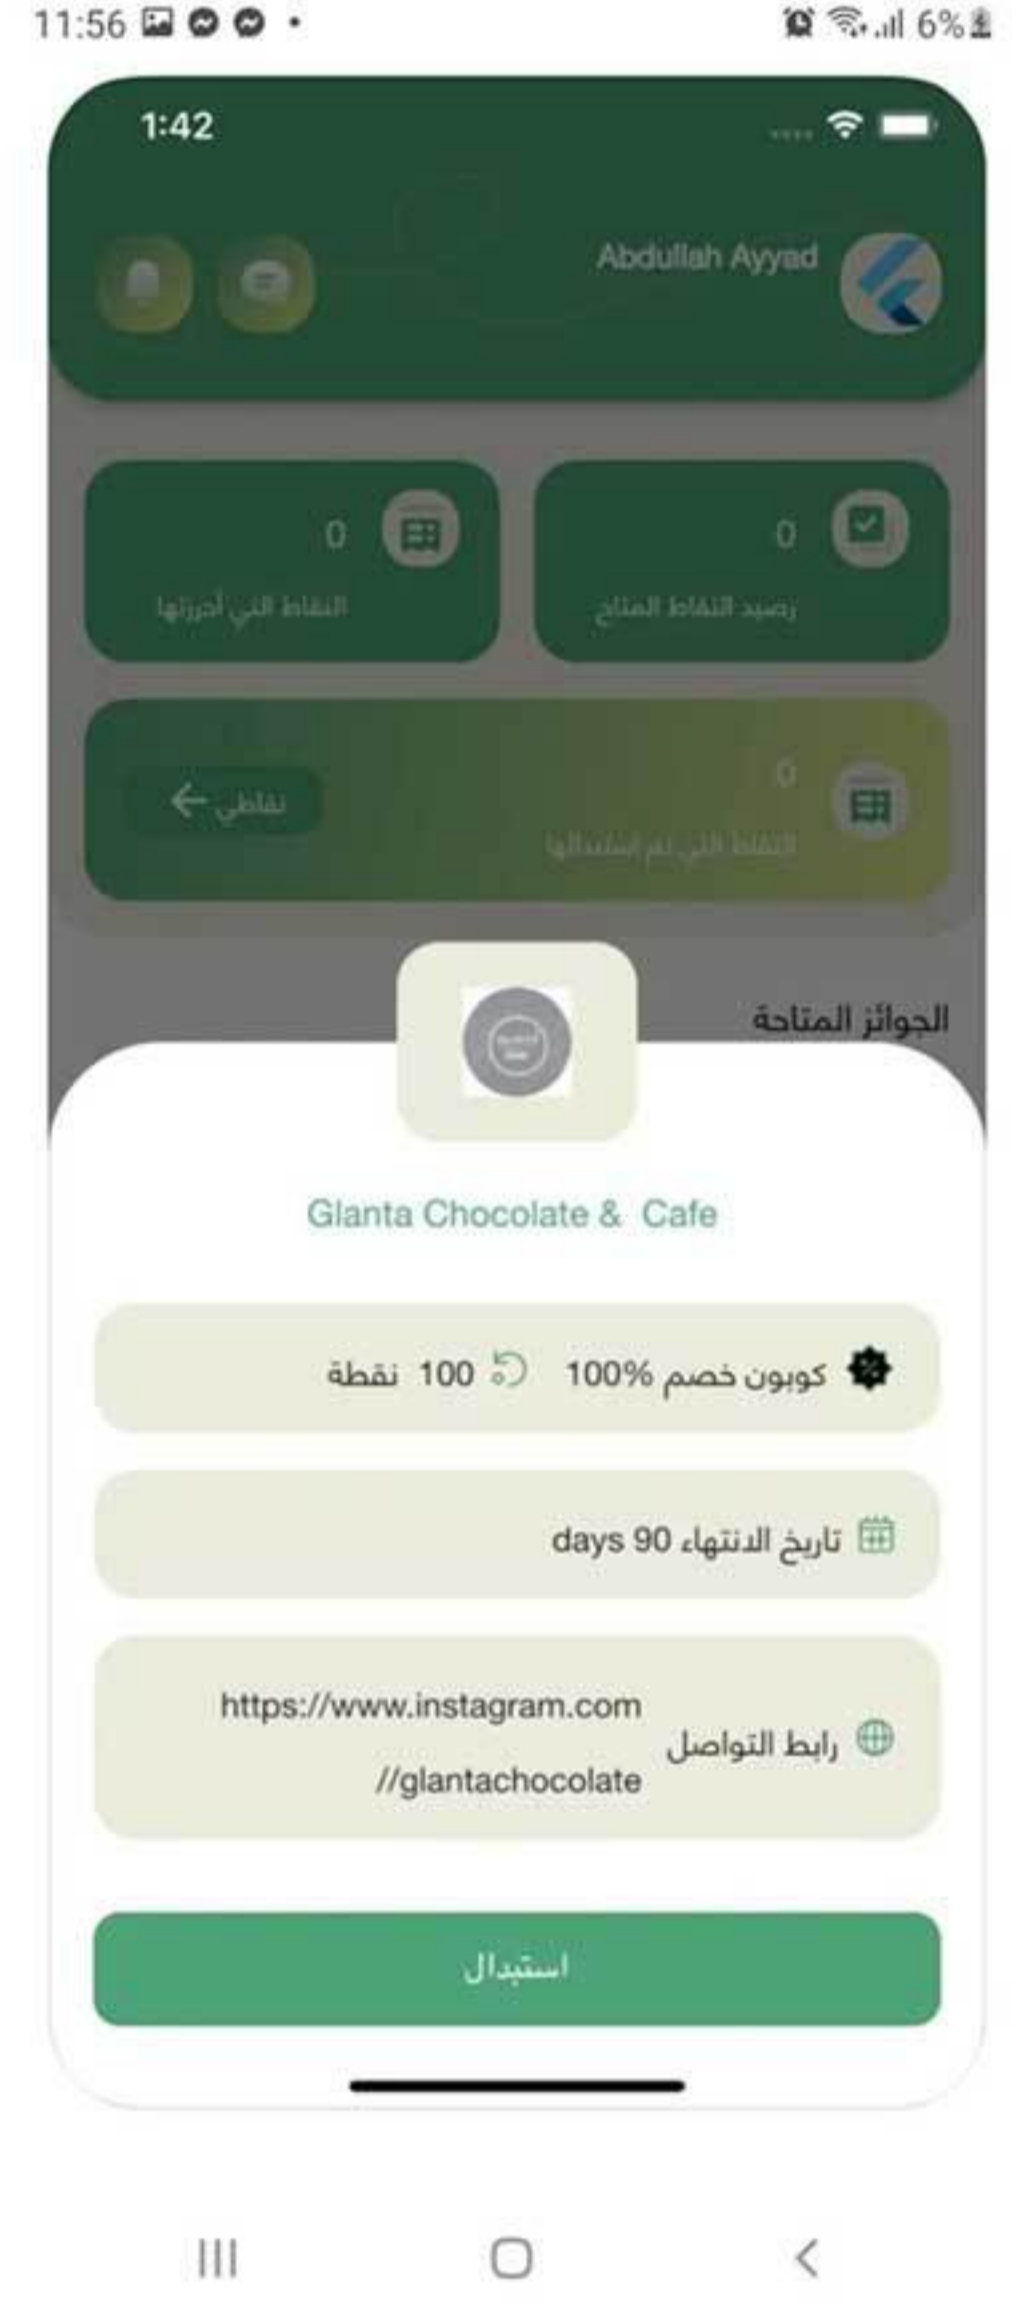 11:56
6%
1:42
Abdullah Ayyad
0
رصيد النقاط المتاح
0
النقاط التي أحرزتها
0
النقاط التي تم استبدالها
نقاطي
الجوائز المتاحة
Glanta Chocolate &  Cafe
كوبون خصم %100
100 نقطة
تاريخ الانتهاء 90 days
رابط التواصل
https://www.instagram.com
//glantachocolate
استبدال